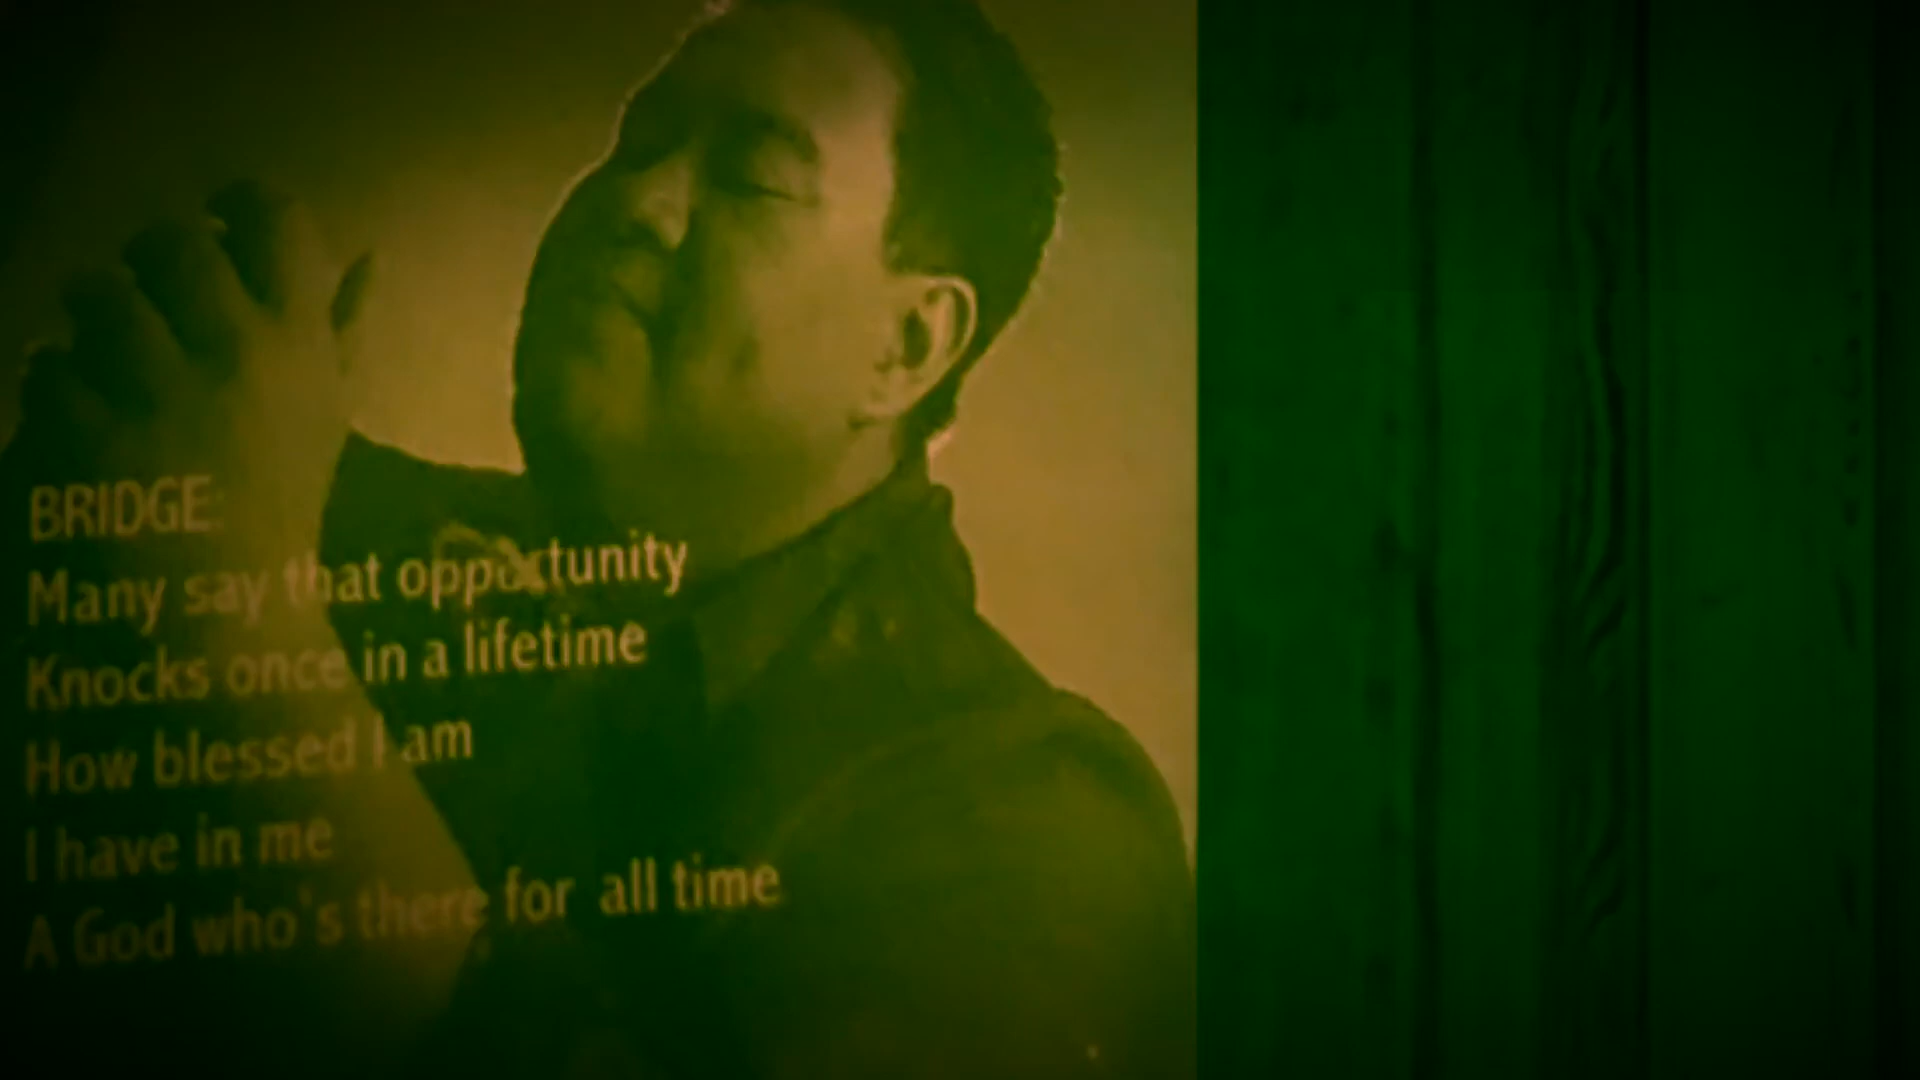 BRIDGE:
Many say that opportunity
Knocks once in a lifetime
How blessed I am
I have in me
A God who's there for all time